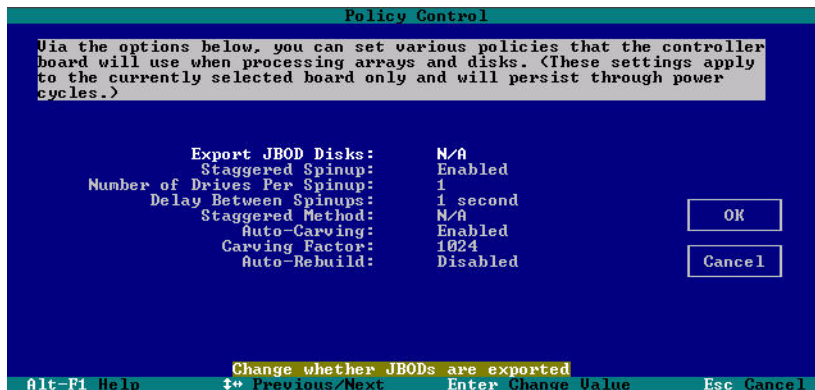 Policy Control
Via the options below, you can set various policies that the controller
board will use when processing arrays and disks. (These settings apply
to the currently selected board only and will persist through power
cycles.)
Export JBOD Disks: N/A
Staggered Spinup: Enabled
Number of Drives Per Spinup: 1
Delay Between Spinups: 1 second
Staggered Method: N/A
Auto-Carving: Enabled
Carving Factor: 1024
Auto-Rebuild: Disabled
OK
Cancel
Change whether JBODs are exported
Alt-F1 Help ↕↔ Previous/Next Enter Change Value Esc Cancel